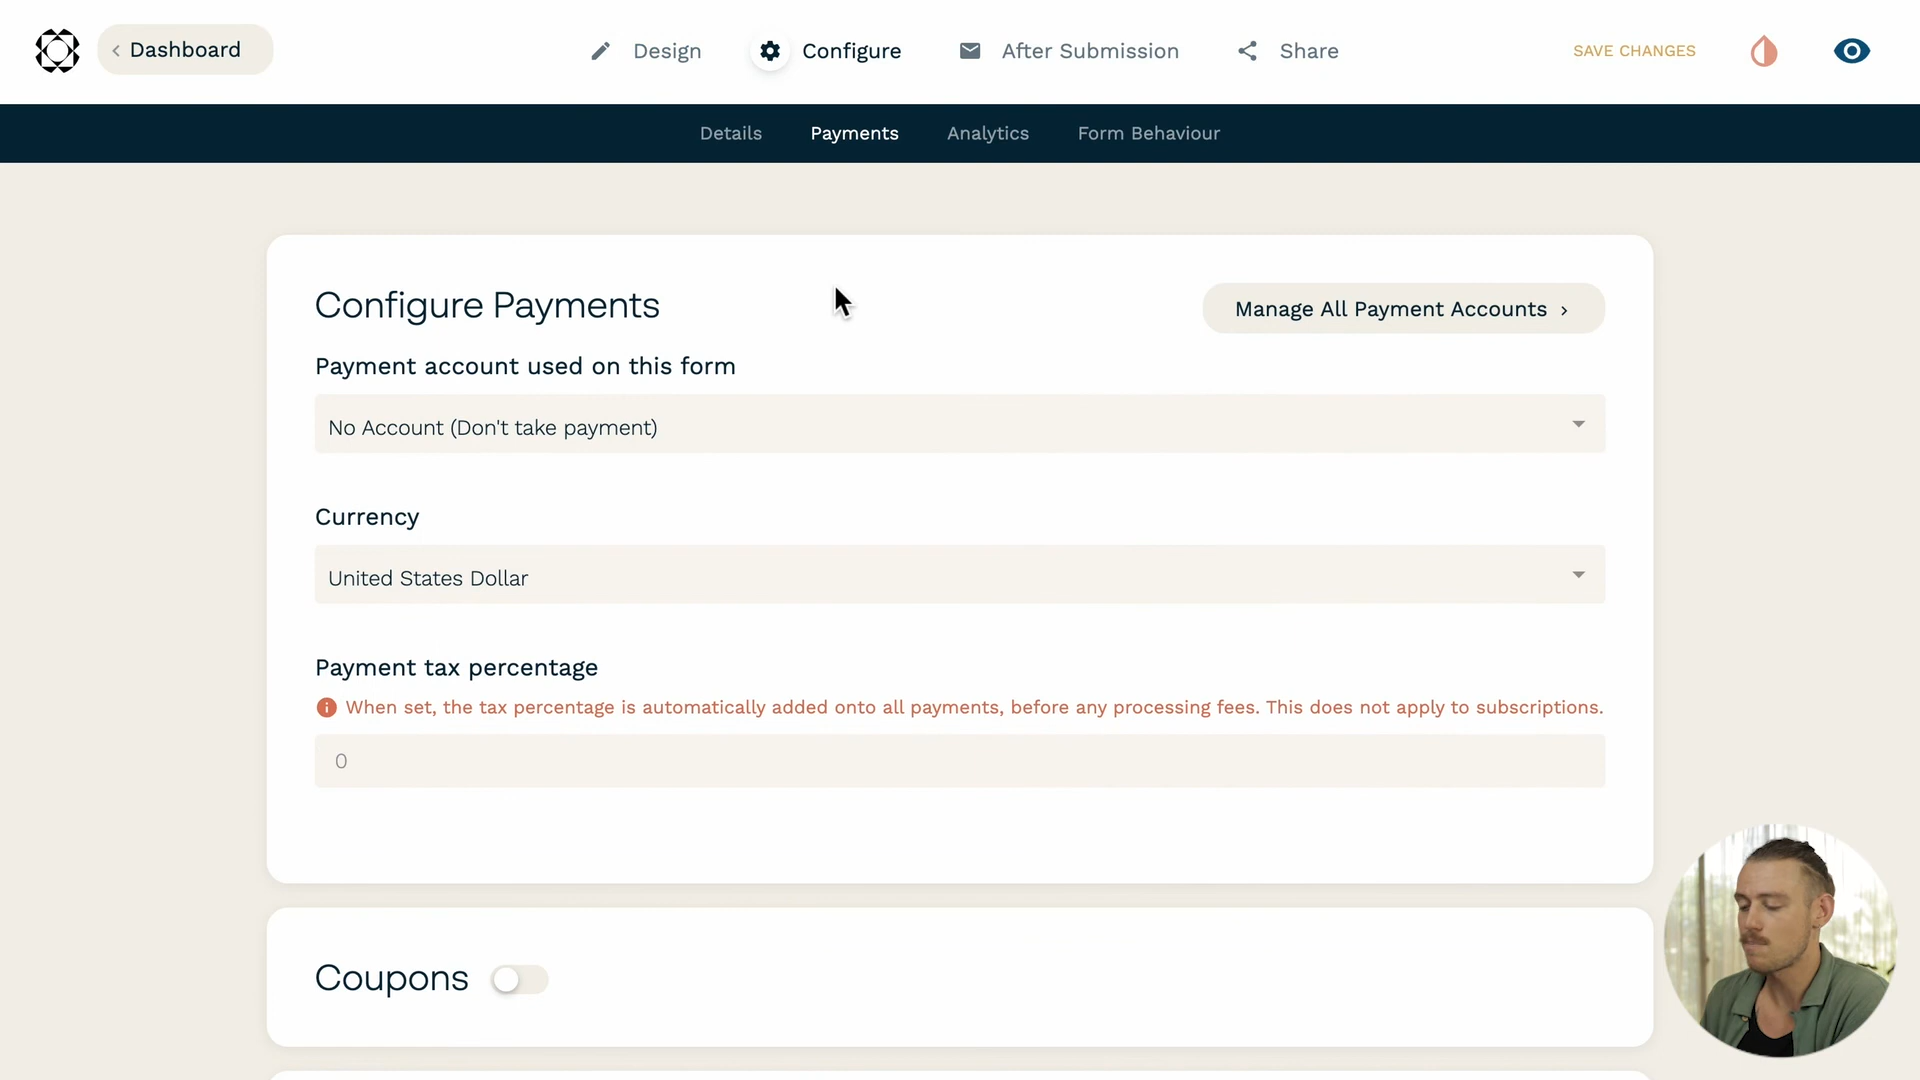 Dashboard
Design
Configure
After Submission
Share
SAVE CHANGES
Details
Payments
Analytics
Form Behaviour
Configure Payments
Manage All Payment Accounts
Payment account used on this form
No Account (Don't take payment)
Currency
United States Dollar
Payment tax percentage
When set, the tax percentage is automatically added onto all payments, before any processing fees. This does not apply to subscriptions.
0
Coupons